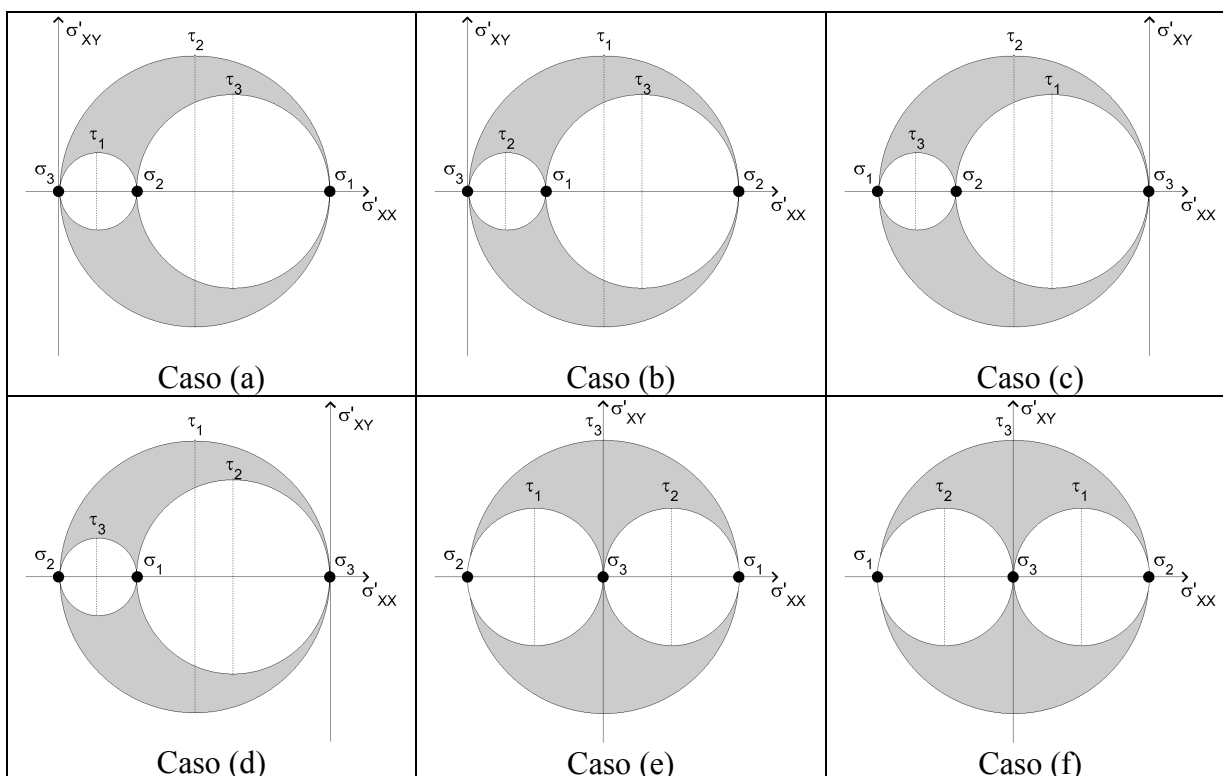 σ'XY
τ2
τ3
τ1
σ3
σ2
σ1
σ'XX
Caso (a)
σ'XY
τ1
τ3
τ2
σ3
σ1
σ2
σ'XX
Caso (b)
σ'XY
τ2
τ1
τ3
σ1
σ2
σ3
σ'XX
Caso (c)
σ'XY
τ1
τ2
τ3
σ2
σ1
σ3
σ'XX
Caso (d)
τ3
σ'XY
τ1
τ2
σ2
σ3
σ1
σ'XX
Caso (e)
τ3
σ'XY
τ2
τ1
σ1
σ3
σ2
σ'XX
Caso (f)